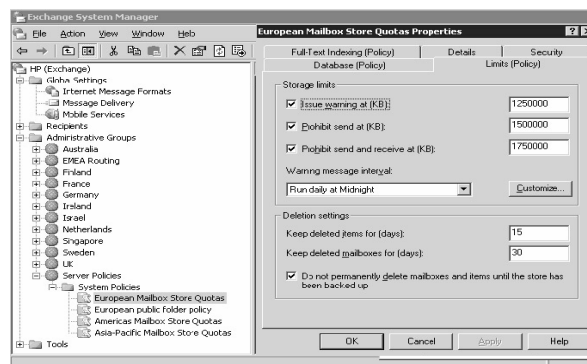 Exchange System Manager
File Action View Window Help
HP (Exchange)
Global Settings
Internet Message Formats
Message Delivery
Mobile Services
Recipients
Administrative Groups
Australia
EMEA Routing
Finland
France
Germany
Ireland
Israel
Netherlands
Singapore
Sweden
UK
Server Policies
System Policies
European Mailbox Store Quotas
European public folder policy
Americas Mailbox Store Quotas
Asia-Pacific Mailbox Store Quotas
Tools
European Mailbox Store Quotas Properties
Full-Text Indexing (Policy) Details Security
Database (Policy) Limits (Policy)
Storage limits
Issue warning at (KB): 1250000
Prohibit send at (KB): 1500000
Prohibit send and receive at (KB): 1750000
Warning message interval:
Run daily at Midnight Customize...
Deletion settings
Keep deleted items for (days): 15
Keep deleted mailboxes for (days): 30
Do not permanently delete mailboxes and items until the store has
been backed up
OK Cancel Apply Help